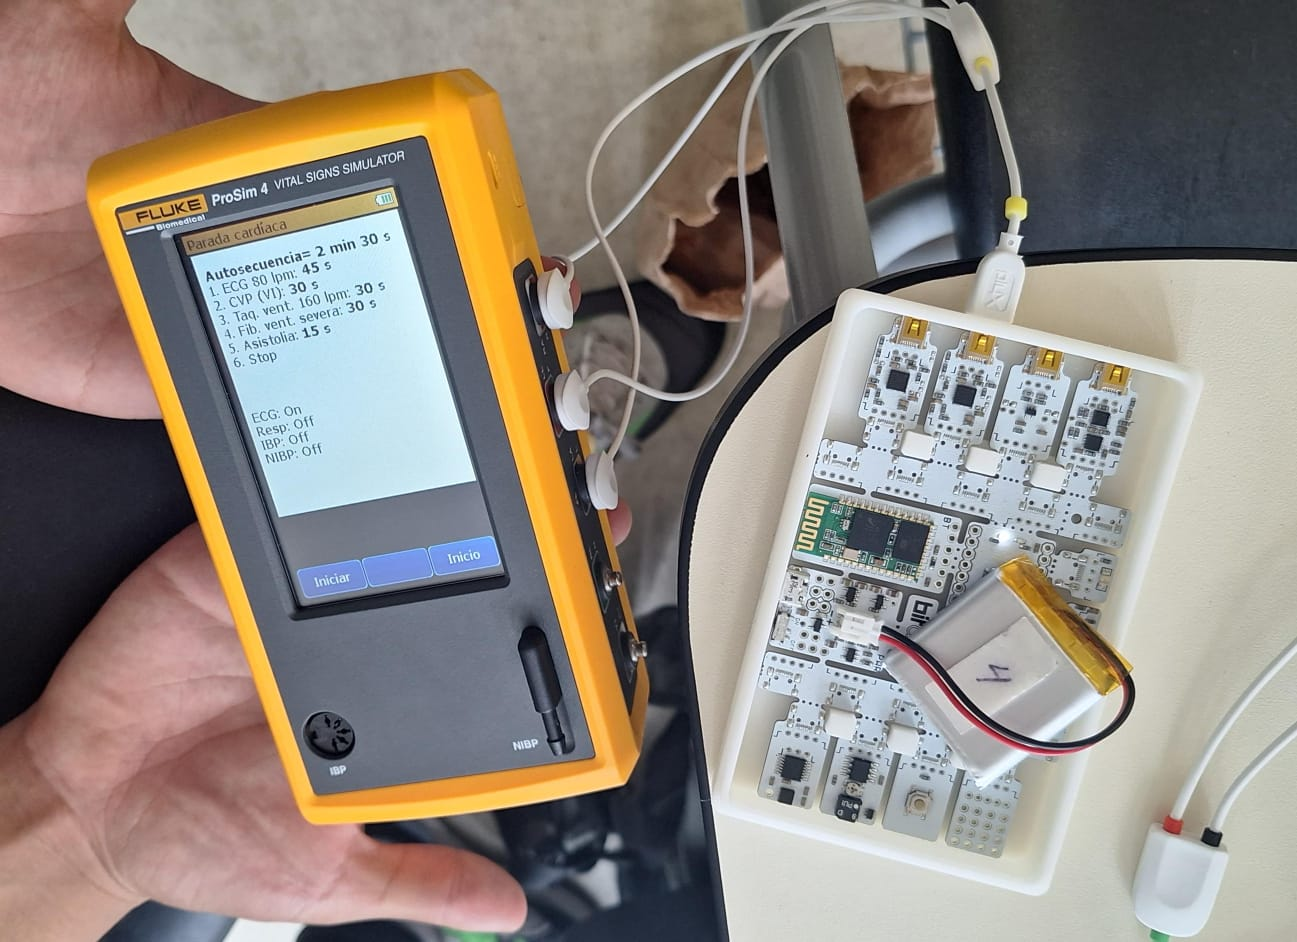 FLUKE
Biomedical
ProSim 4 VITAL SIGNS SIMULATOR
Parada cardíaca
Autosecuencia= 2 min 30 s
1. ECG 80 lpm: 45 s
2. CVP (V1): 30 s
3. Taq. vent. 160 lpm: 30 s
4. Fib. vent. severa: 30 s
5. Asistolia: 15 s
6. Stop
ECG: On
Resp: Off
IBP: Off
NIBP: Off
Iniciar
Inicio
NIBP
IBP
BT
4